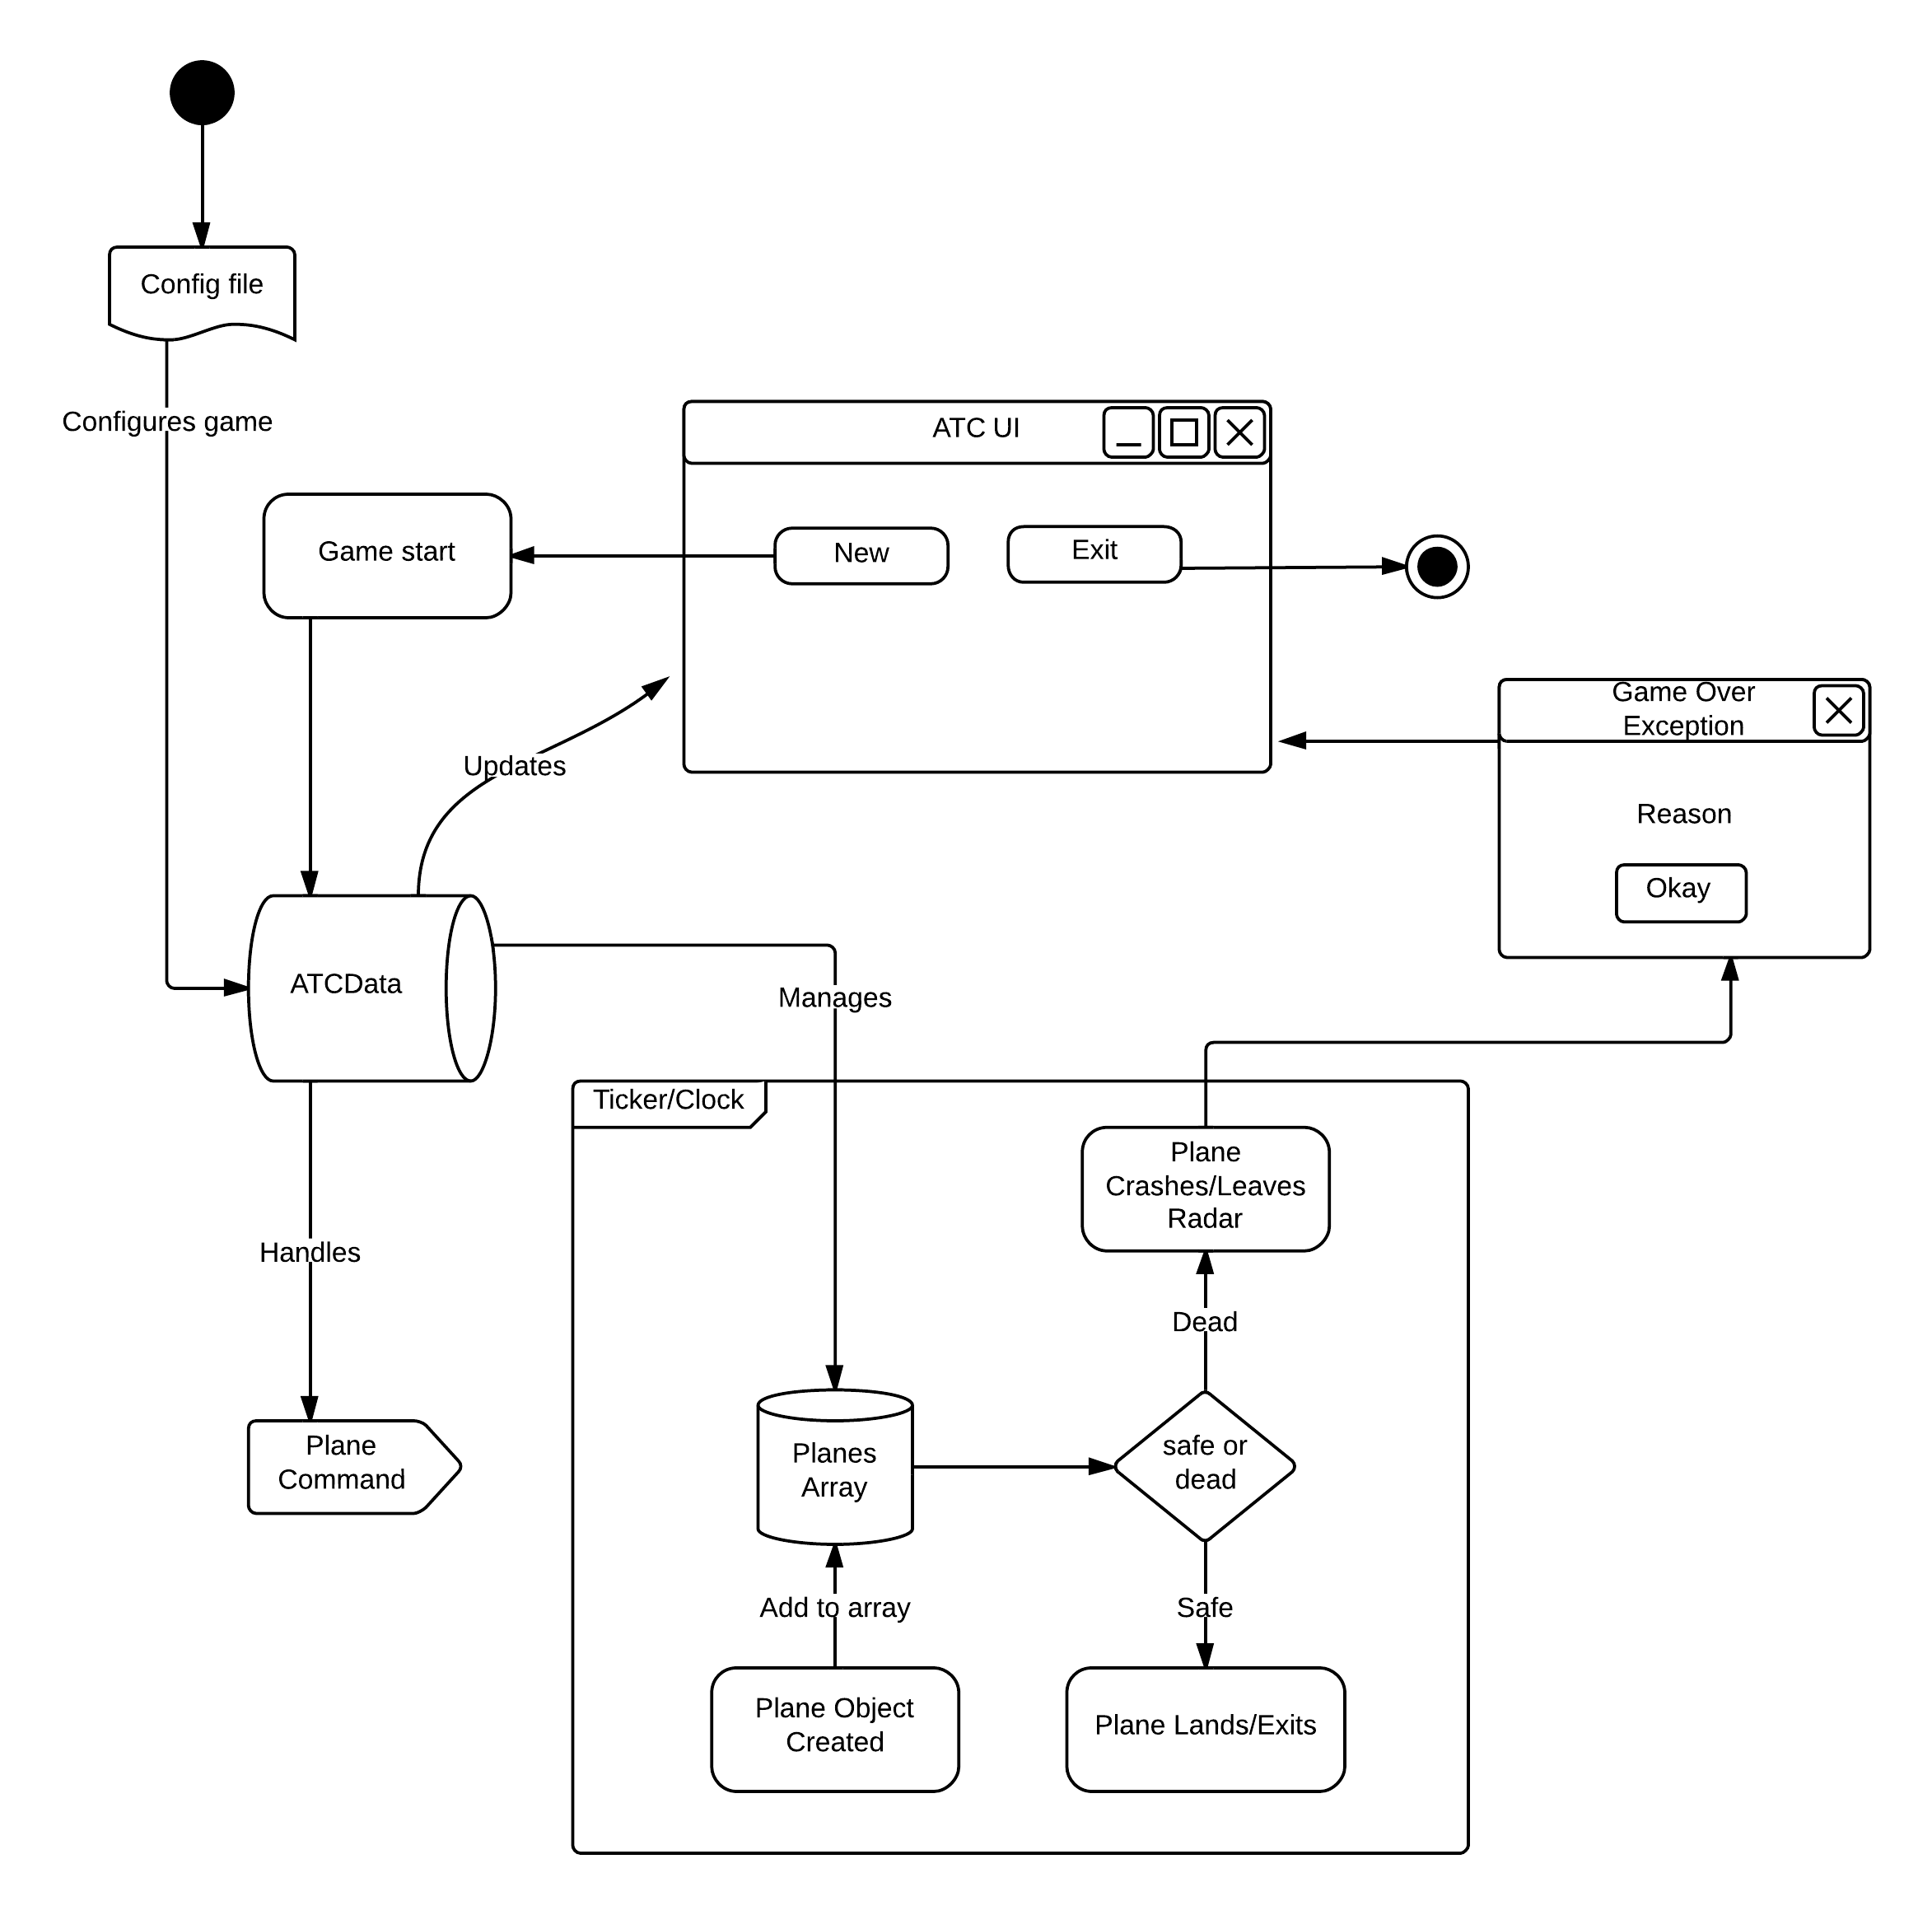 Config file
Configures game
ATC UI
Game start
New
Exit
Game Over
Exception
Updates
Reason
Okay
ATCData
Manages
Ticker/Clock
Plane
Crashes/Leaves
Radar
Handles
Dead
Plane
Command
Planes
Array
safe or
dead
Add to array
Safe
Plane Object
Created
Plane Lands/Exits